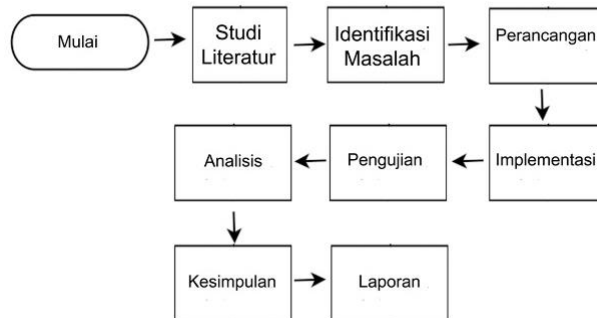 Mulai
Studi
Literatur
Identifikasi
Masalah
Perancangan
Implementasi
Pengujian
Analisis
Kesimpulan
Laporan